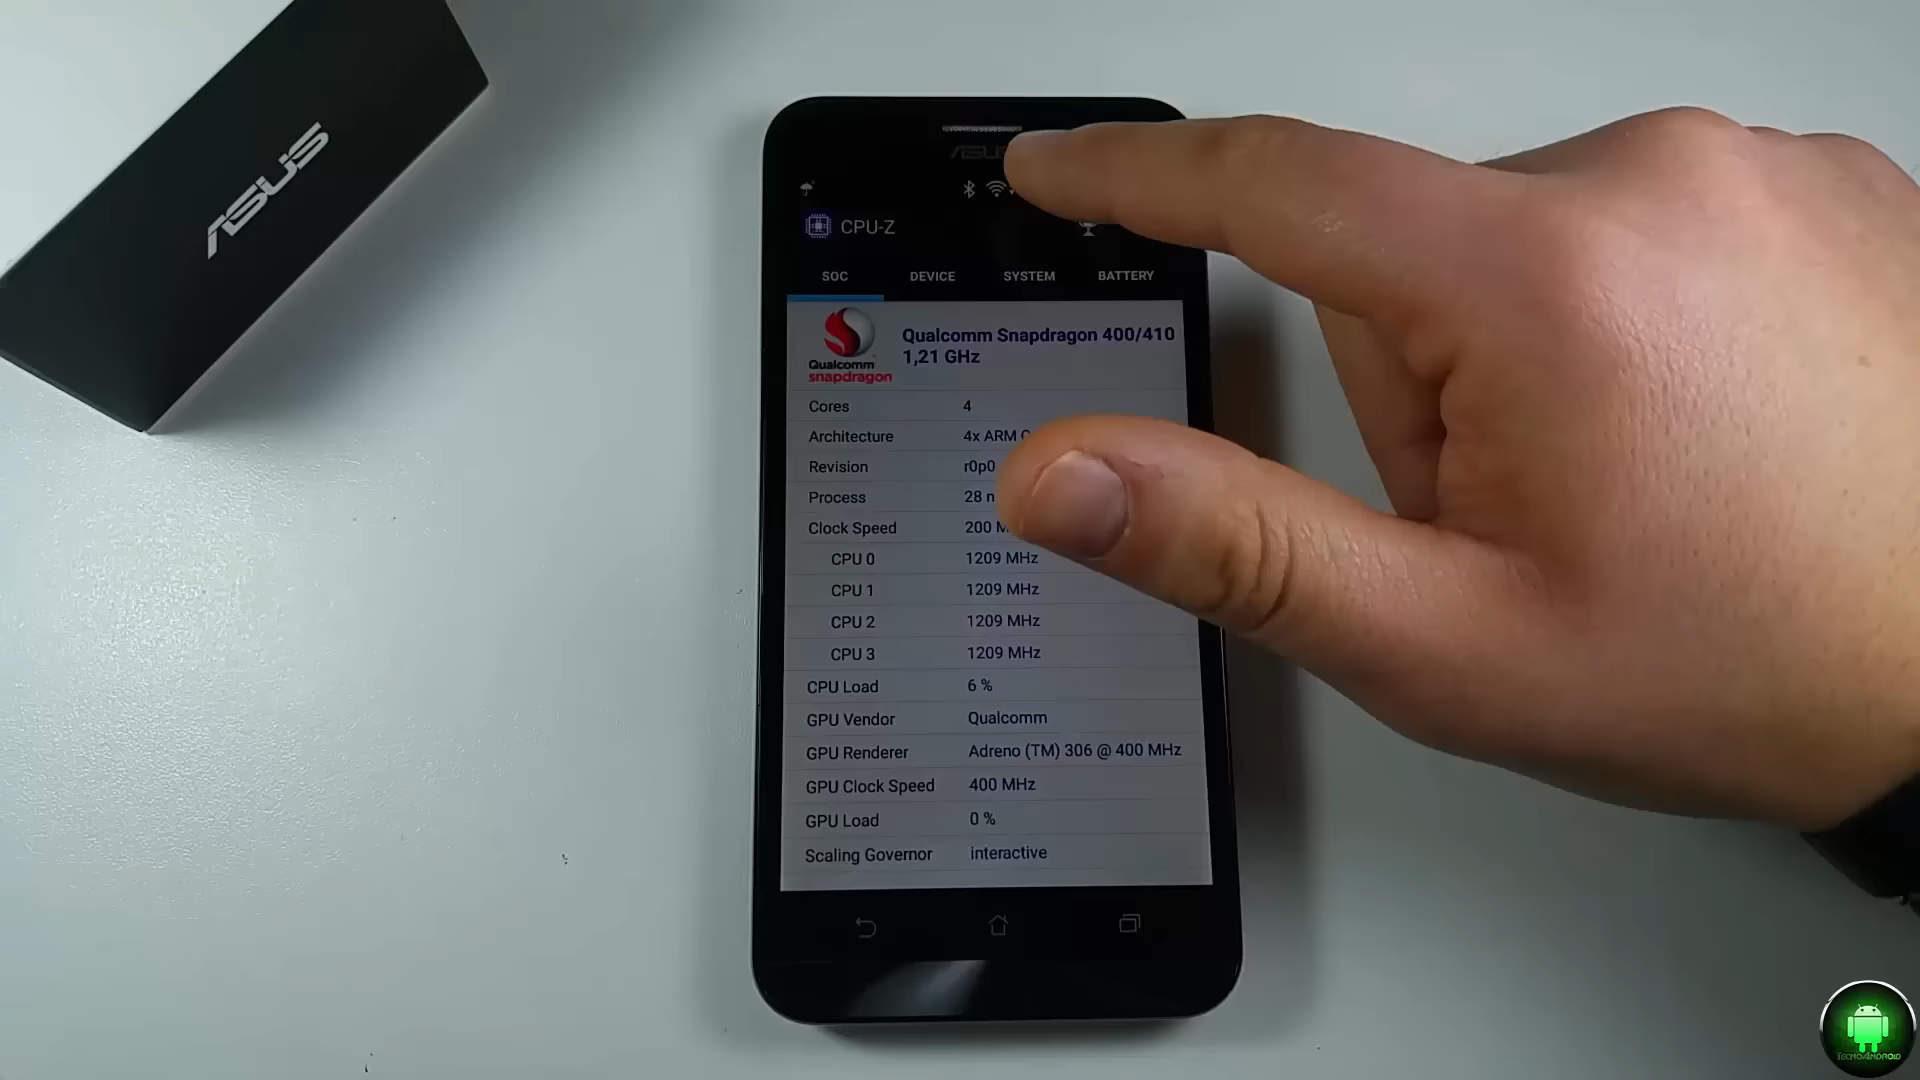 ASUS
CPU-Z
SOC DEVICE SYSTEM BATTERY
Qualcomm Snapdragon 400/410
1,21 GHz
Qualcomm
snapdragon
Cores 4
Architecture 4x ARM
Revision r0p0
Process 28
Clock Speed 200
CPU 0 1209 MHz
CPU 1 1209 MHz
CPU 2 1209 MHz
CPU 3 1209 MHz
CPU Load 6 %
GPU Vendor Qualcomm
GPU Renderer Adreno (TM) 306 @ 400 MHz
GPU Clock Speed 400 MHz
GPU Load 0 %
Scaling Governor interactive
TECNOANDROID